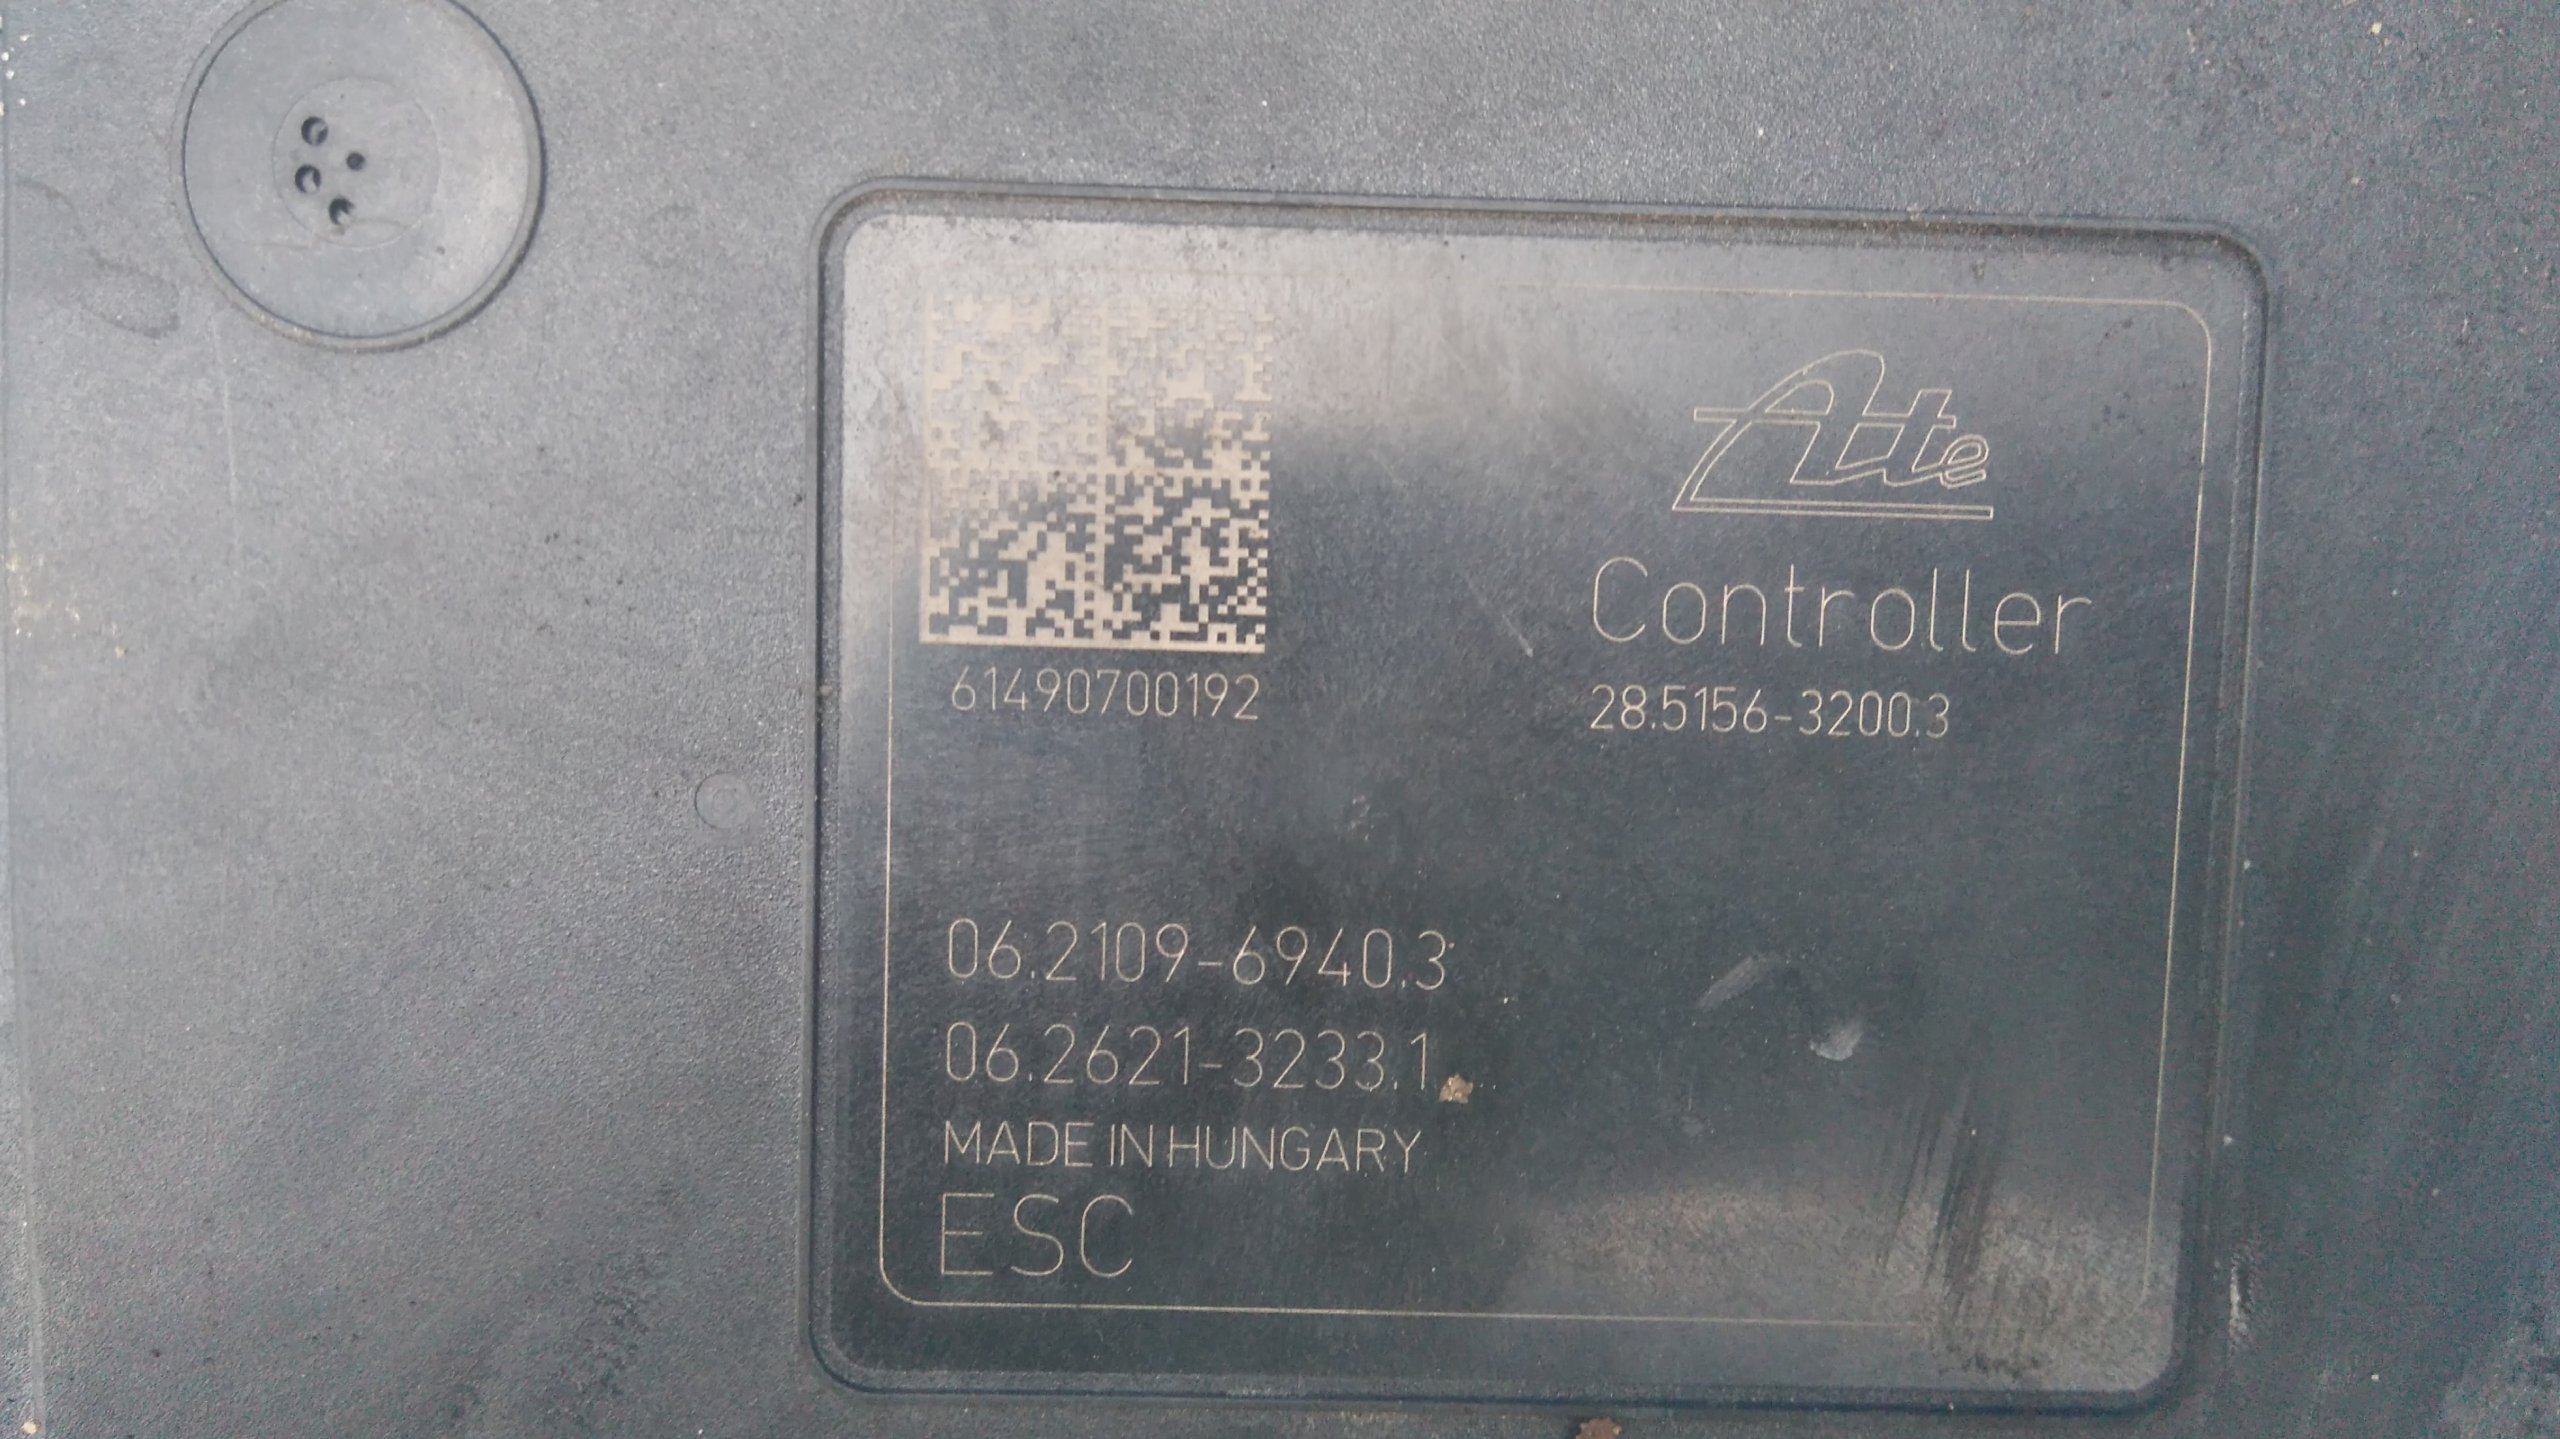 Ate
Controller
61490700192
28.5156-3200.3
06.2109-6940.3
06.2621-3233.1
MADE IN HUNGARY
ESC